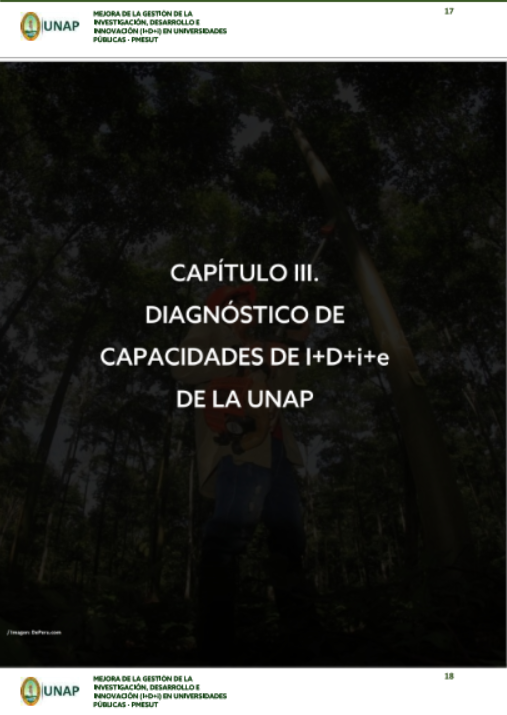 UNAP
MEJORA DE LA GESTIÓN DE LA
INVESTIGACIÓN, DESARROLLO E
INNOVACIÓN (I+D+i) EN UNIVERSIDADES
PÚBLICAS - PMESUT
17
CAPÍTULO III.
DIAGNÓSTICO DE
CAPACIDADES DE I+D+i+e
DE LA UNAP
/ Imagen: DePeru.com
UNAP
MEJORA DE LA GESTIÓN DE LA
INVESTIGACIÓN, DESARROLLO E
INNOVACIÓN (I+D+i) EN UNIVERSIDADES
PÚBLICAS - PMESUT
18